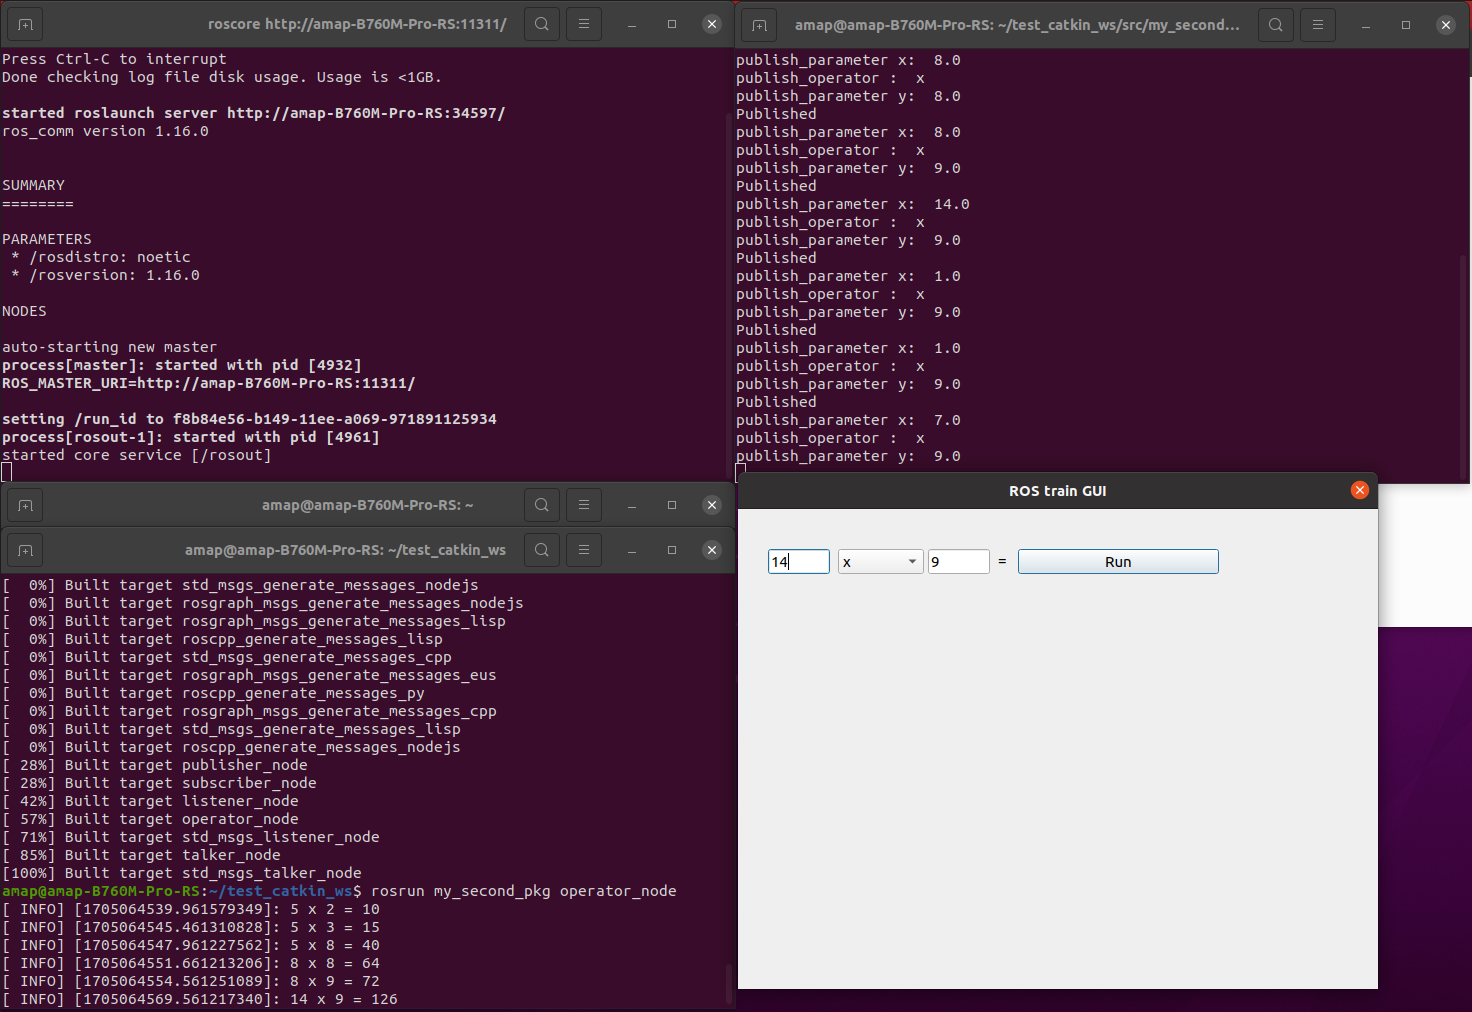 roscore http://amap-B760M-Pro-RS:11311/
Press Ctrl-C to interrupt
Done checking log file disk usage. Usage is <1GB.
started roslaunch server http://amap-B760M-Pro-RS:34597/
ros_comm version 1.16.0
SUMMARY
========
PARAMETERS
* /rosdistro: noetic
* /rosversion: 1.16.0
NODES
auto-starting new master
process[master]: started with pid [4932]
ROS_MASTER_URI=http://amap-B760M-Pro-RS:11311/
setting /run_id to f8b84e56-b149-11ee-a069-971891125934
process[rosout-1]: started with pid [4961]
started core service [/rosout]
amap@amap-B760M-Pro-RS: ~/test_catkin_ws/src/my_second...
publish_parameter x:  8.0
publish_operator :  x
publish_parameter y:  8.0
Published
publish_parameter x:  8.0
publish_operator :  x
publish_parameter y:  9.0
Published
publish_parameter x:  14.0
publish_operator :  x
publish_parameter y:  9.0
Published
publish_parameter x:  1.0
publish_operator :  x
publish_parameter y:  9.0
Published
publish_parameter x:  1.0
publish_operator :  x
publish_parameter y:  9.0
Published
publish_parameter x:  7.0
publish_operator :  x
publish_parameter y:  9.0
amap@amap-B760M-Pro-RS: ~
amap@amap-B760M-Pro-RS: ~/test_catkin_ws
[  0%] Built target std_msgs_generate_messages_nodejs
[  0%] Built target rosgraph_msgs_generate_messages_nodejs
[  0%] Built target rosgraph_msgs_generate_messages_lisp
[  0%] Built target roscpp_generate_messages_lisp
[  0%] Built target std_msgs_generate_messages_cpp
[  0%] Built target rosgraph_msgs_generate_messages_eus
[  0%] Built target roscpp_generate_messages_py
[  0%] Built target rosgraph_msgs_generate_messages_cpp
[  0%] Built target std_msgs_generate_messages_lisp
[  0%] Built target roscpp_generate_messages_nodejs
[ 28%] Built target publisher_node
[ 28%] Built target subscriber_node
[ 42%] Built target listener_node
[ 57%] Built target operator_node
[ 71%] Built target std_msgs_listener_node
[ 85%] Built target talker_node
[100%] Built target std_msgs_talker_node
amap@amap-B760M-Pro-RS:~/test_catkin_ws$ rosrun my_second_pkg operator_node
[ INFO] [1705064539.961579349]: 5 x 2 = 10
[ INFO] [1705064545.461310828]: 5 x 3 = 15
[ INFO] [1705064547.961227562]: 5 x 8 = 40
[ INFO] [1705064551.661213206]: 8 x 8 = 64
[ INFO] [1705064554.561251089]: 8 x 9 = 72
[ INFO] [1705064569.561217340]: 14 x 9 = 126
ROS train GUI
14 x 9 = Run